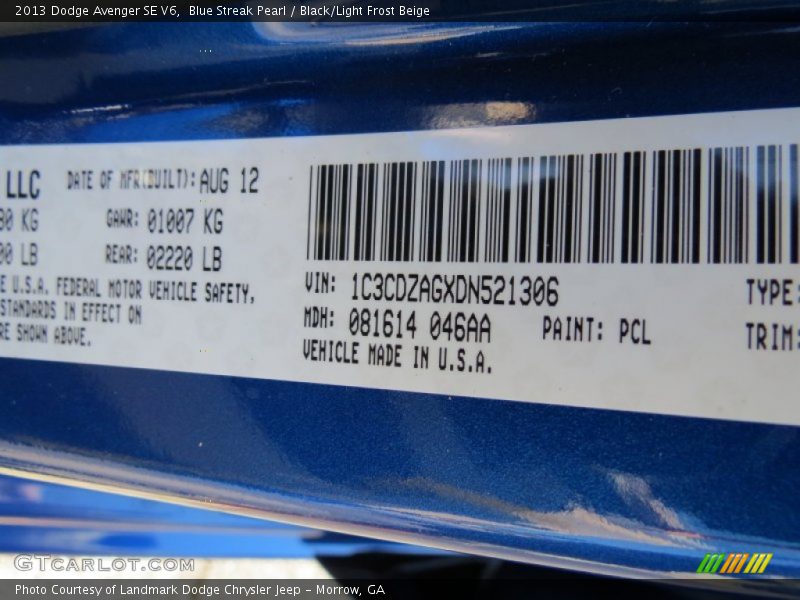 2013 Dodge Avenger SE V6, Blue Streak Pearl / Black/Light Frost Beige
LLC DATE OF MFR(BUILT): AUG 12
KG GAWR: 01007 KG
LB REAR: 02220 LB
U.S.A. FEDERAL MOTOR VEHICLE SAFETY,
STANDARDS IN EFFECT ON
SHOWN ABOVE.
VIN: 1C3CDZAGXDN521306 TYPE:
MDH: 081614 046AA PAINT: PCL TRIM:
VEHICLE MADE IN U.S.A.
GTCARLOT.COM
Photo Courtesy of Landmark Dodge Chrysler Jeep – Morrow, GA